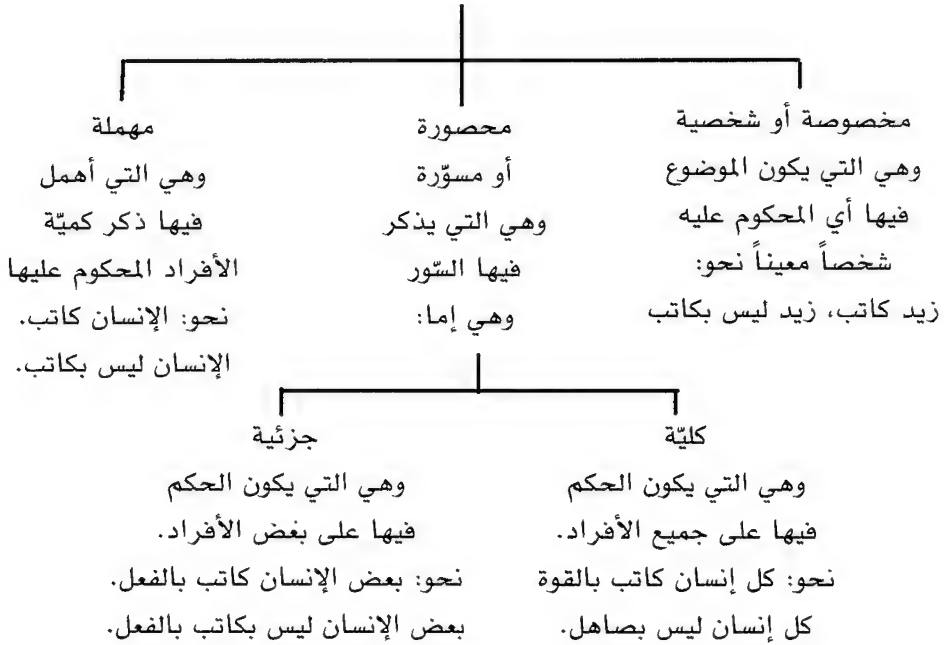 مخصوصة أو شخصية
وهي التي يكون الموضوع
فيها أي المحكوم عليه
شخصاً معيناً نحو:
زيد كاتب، زيد ليس بكاتب
محصورة
أو مسوّرة
وهي التي يذكر
فيها السّور
وهي إما:
مهملة
وهي التي أهمل
فيها ذكر كميّة
الأفراد المحكوم عليها
نحو: الإنسان كاتب.
الإنسان ليس بكاتب.
كليّة
وهي التي يكون الحكم
فيها على جميع الأفراد.
نحو: كل إنسان كاتب بالقوة
كل إنسان ليس بصاهل.
جزئية
وهي التي يكون الحكم
فيها على بغض الأفراد.
نحو: بعض الإنسان كاتب بالفعل.
بعض الإنسان ليس بكاتب بالفعل.